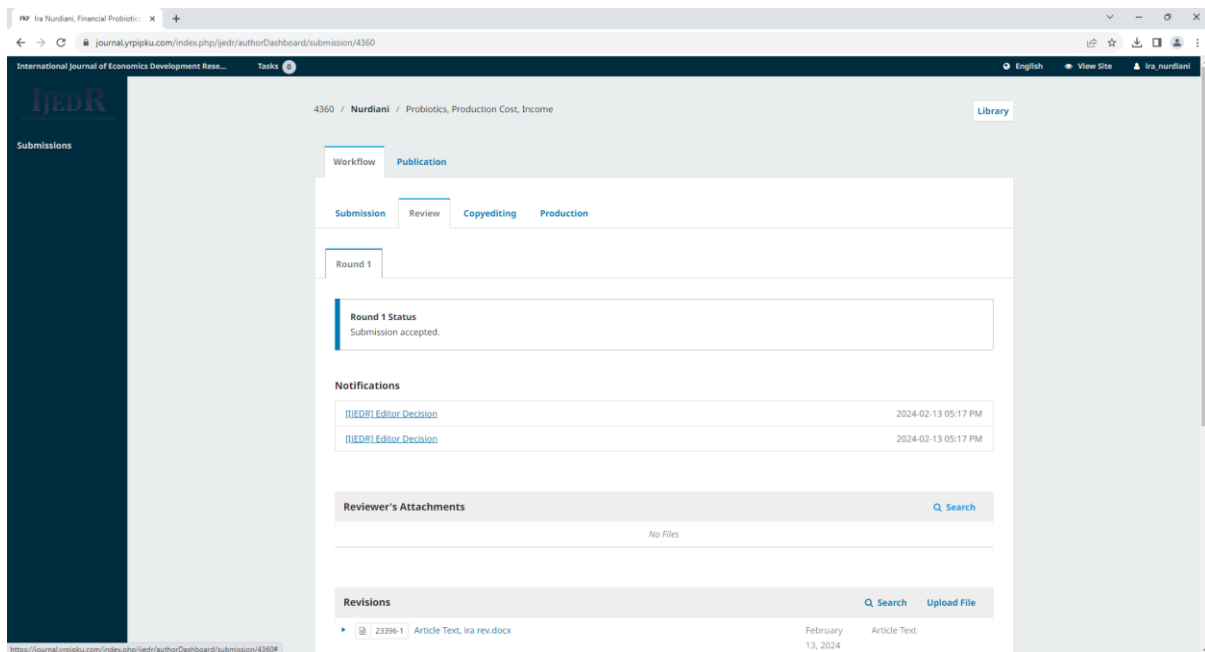 Ira Nurdiani, Financial Probiotic
journal.yrpipku.com/index.php/ijedr/authorDashboard/submission/4360
International Journal of Economics Development Rese... Tasks 0 English View Site ira_nurdiani
IJEDR
4360 / Nurdiani / Probiotics, Production Cost, Income
Library
Submissions
Workflow Publication
Submission Review Copyediting Production
Round 1
Round 1 Status
Submission accepted.
Notifications
[IJEDR] Editor Decision 2024-02-13 05:17 PM
[IJEDR] Editor Decision 2024-02-13 05:17 PM
Reviewer's Attachments Search
No Files
Revisions Search Upload File
23396-1 Article Text, ira rev.docx February 13, 2024 Article Text
https://journal.yrpipku.com/index.php/ijedr/authorDashboard/submission/4360#